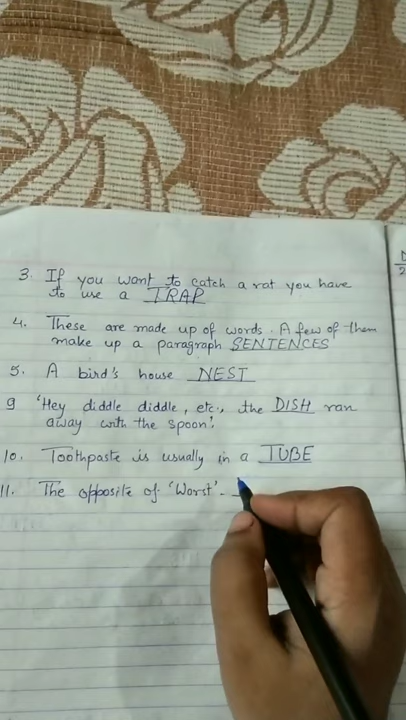 3. If you want to catch a rat you have
to use a TRAP
4. These are made up of words. A few of them
make up a paragraph SENTENCES
5. A bird's house NEST
9 'Hey diddle diddle, etc., the DISH ran
away with the spoon!
10. Toothpaste is usually in a TUBE
11. The opposite of 'Worst'.